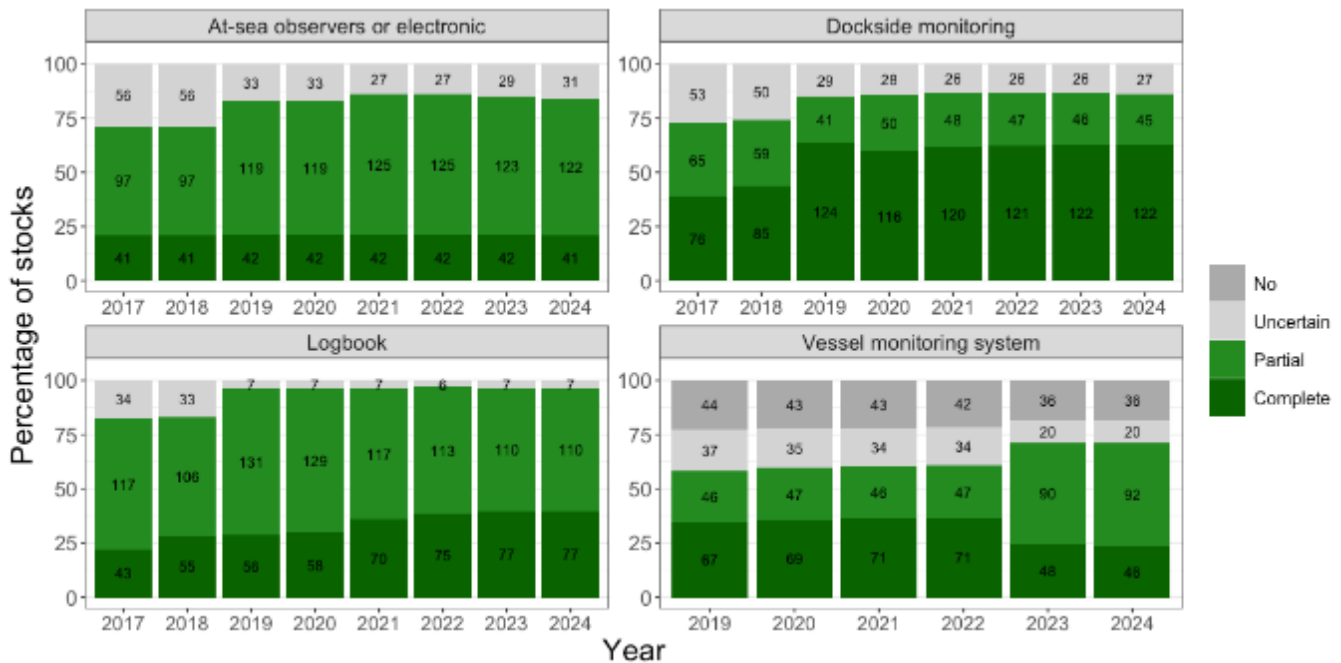 At-sea observers or electronic
Dockside monitoring
100
56 56 33 33 27 27 29 31
75
97 97 119 119 125 125 123 122
50
25
41 41 42 42 42 42 42 41
0
2017 2018 2019 2020 2021 2022 2023 2024
100
53 50 29 28 26 26 26 27
75
65 59 41 50 48 47 46 45
50
25
76 85 124 116 120 121 122 122
0
2017 2018 2019 2020 2021 2022 2023 2024
Logbook
Vessel monitoring system
100
34 33 7 7 7 6 7 7
75
117 106 131 129 117 113 110 110
50
25
43 55 56 58 70 75 77 77
0
2017 2018 2019 2020 2021 2022 2023 2024
100
44 43 43 42 36 36
75
37 35 34 34 20 20
50
46 47 46 47 90 92
25
67 69 71 71 48 46
0
2019 2020 2021 2022 2023 2024
Percentage of stocks
Year
No
Uncertain
Partial
Complete